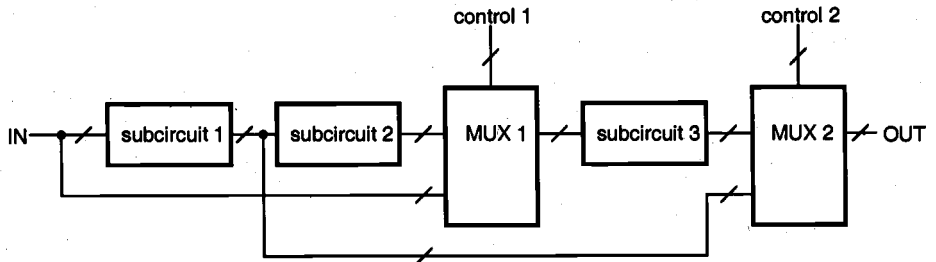 control 1
control 2
IN
subcircuit 1
subcircuit 2
MUX 1
subcircuit 3
MUX 2
OUT